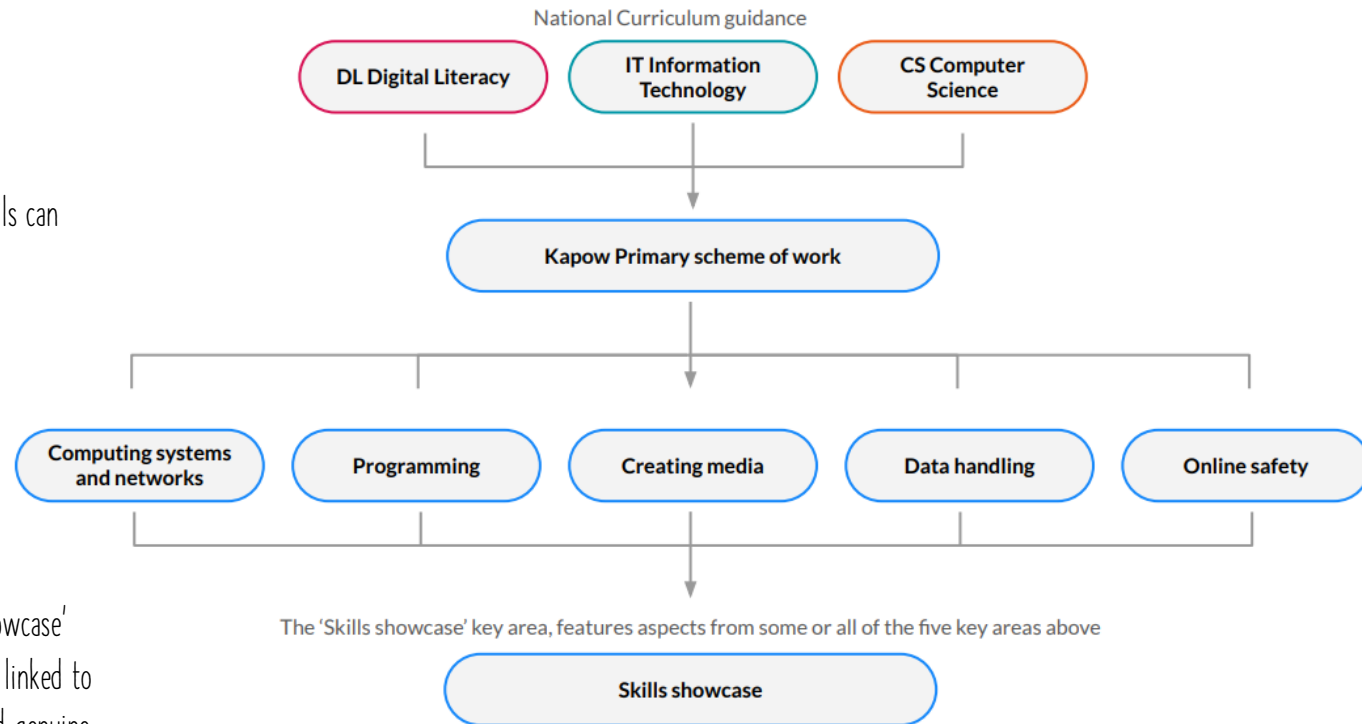 National Curriculum guidance
DL Digital Literacy
IT Information
Technology
CS Computer
Science
ls can
Kapow Primary scheme of work
Computing systems
and networks
Programming
Creating media
Data handling
Online safety
owcase'
The ‘Skills showcase’ key area, features aspects from some or all of the five key areas above
linked to
Skills showcase
genuine